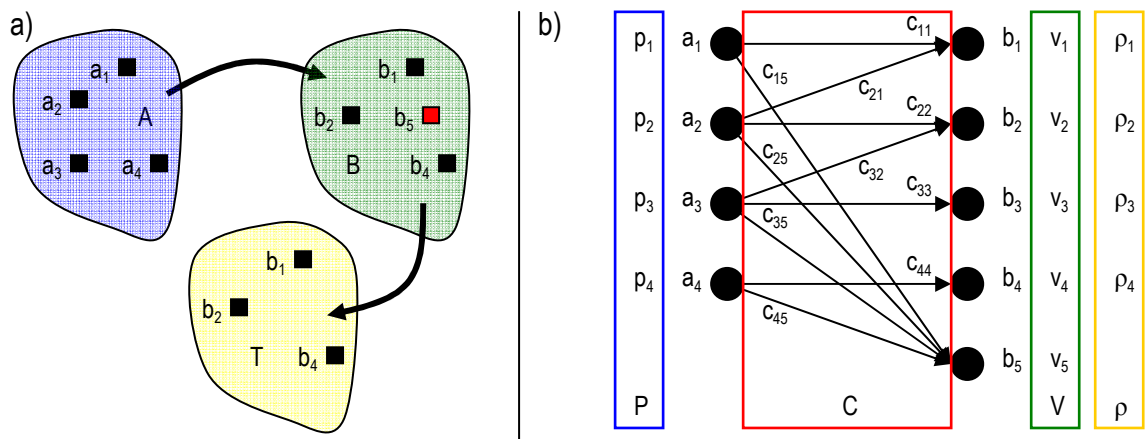 a)
a1
a2
A
a3
a4
b1
b2
b5
B
b4
b1
b2
T
b4
b)
p1 a1 c11 b1 v1 ρ1
c15
c21
p2 a2 c22 b2 v2 ρ2
c25
c32
p3 a3 c33 b3 v3 ρ3
c35
p4 a4 c44 b4 v4 ρ4
c45
b5 v5
P C V ρ